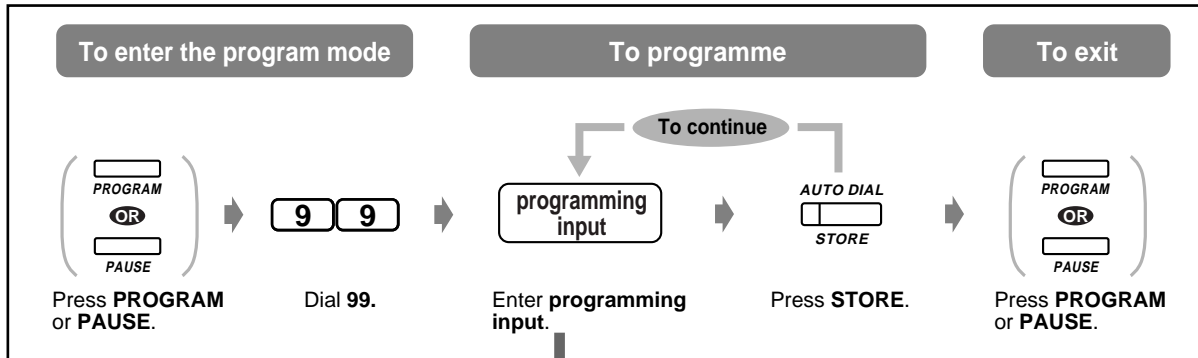 To enter the program mode
To programme
To exit
To continue
PROGRAM
OR
PAUSE
9 9
programming
input
AUTO DIAL
STORE
PROGRAM
OR
PAUSE
Press PROGRAM
or PAUSE.
Dial 99.
Enter programming
input.
Press STORE.
Press PROGRAM
or PAUSE.